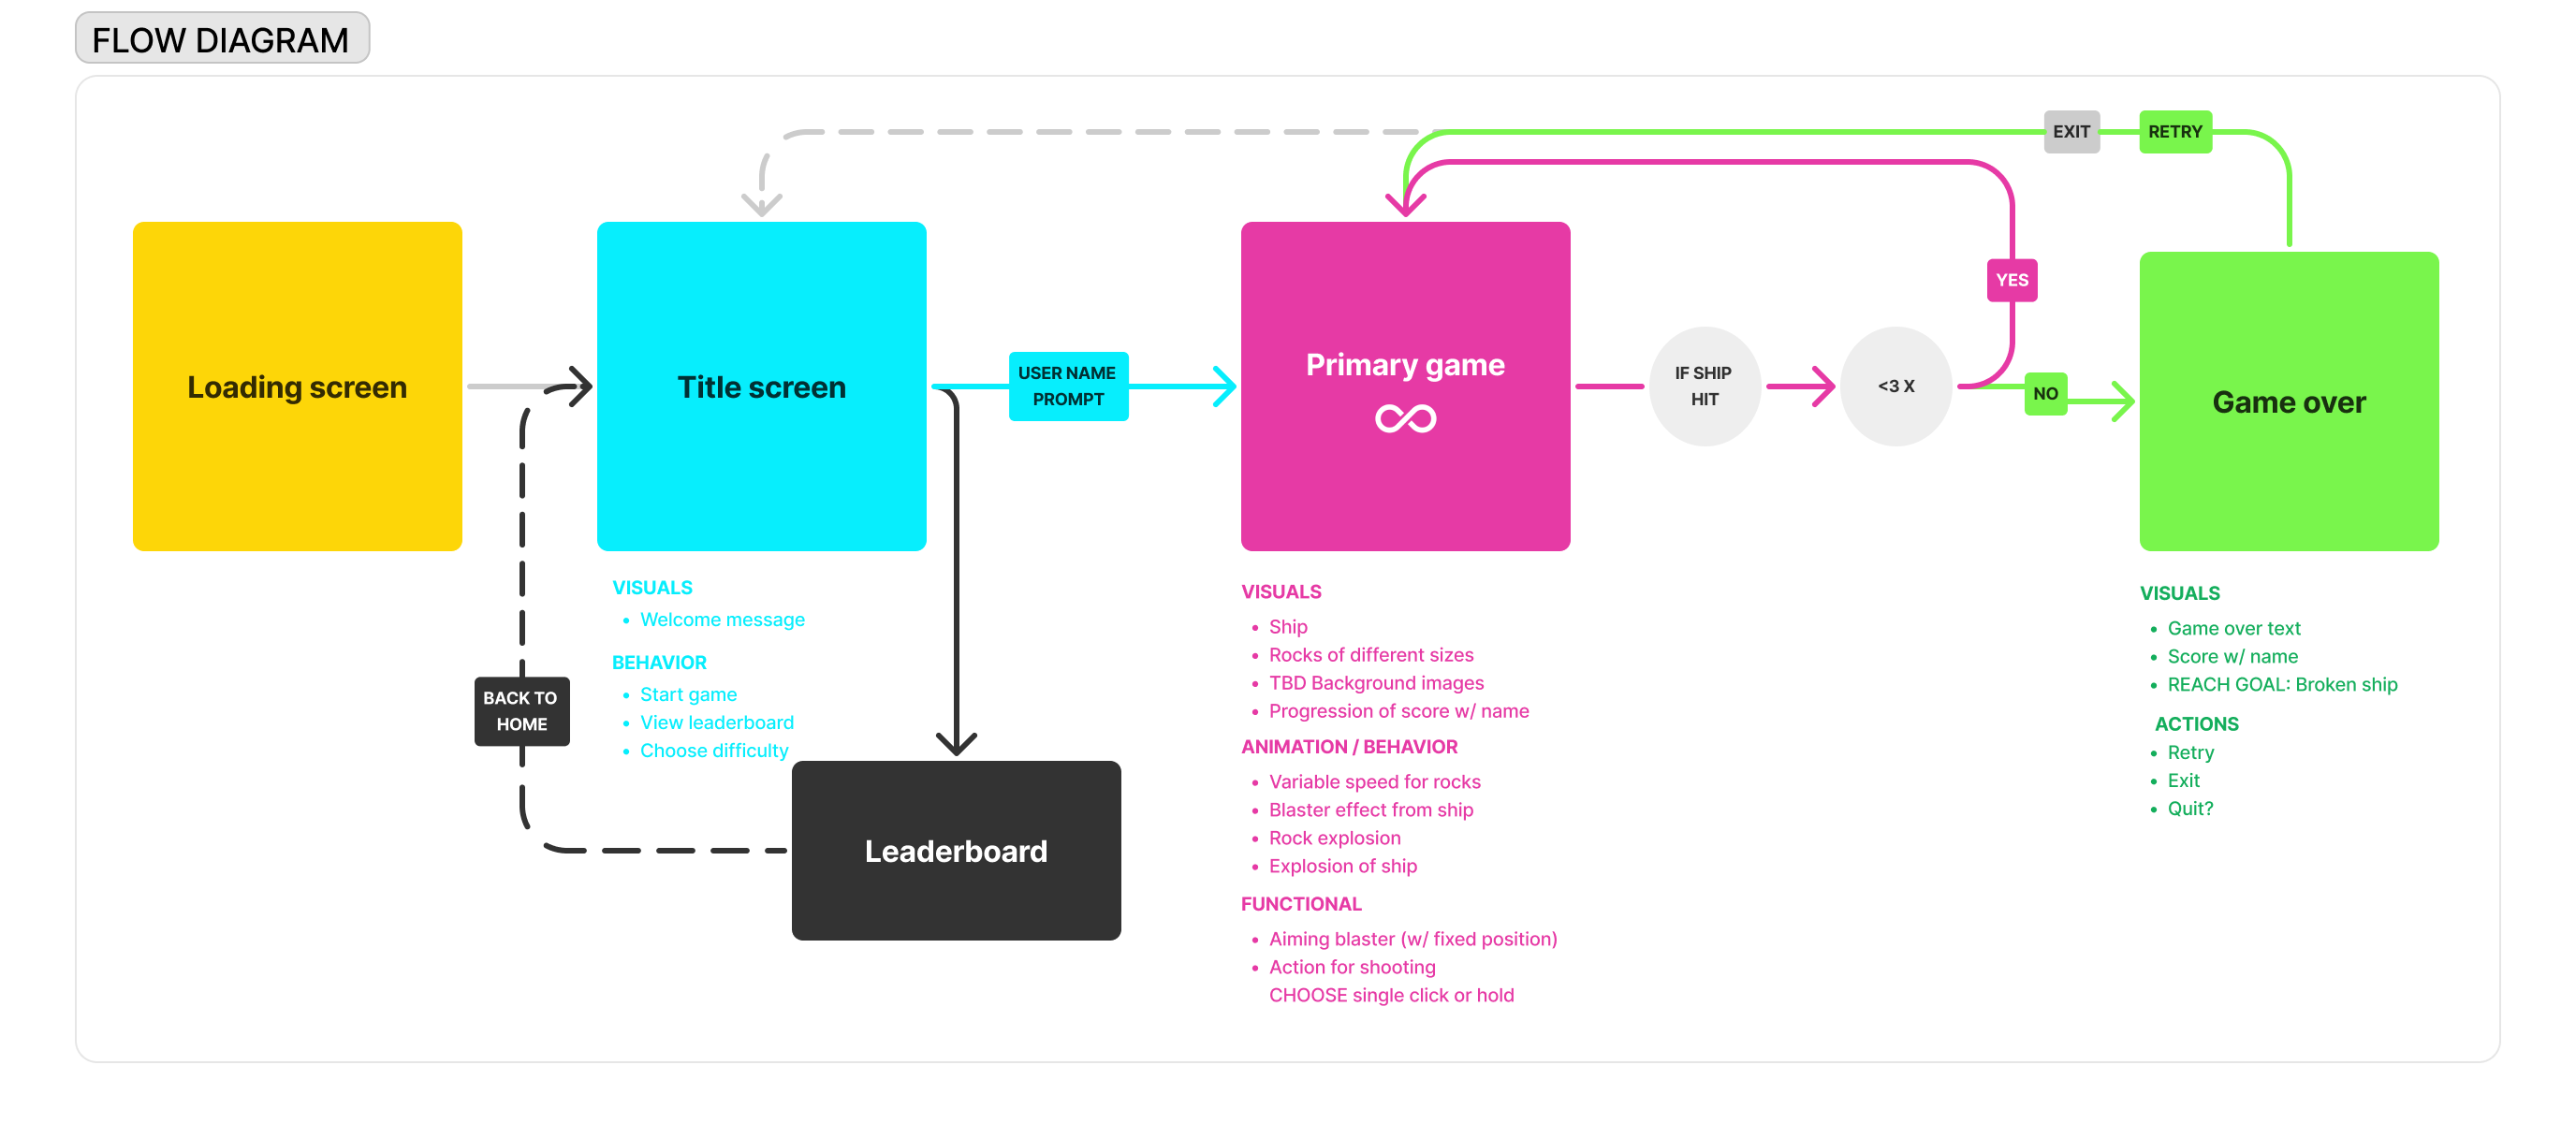 FLOW DIAGRAM
EXIT
RETRY
YES
Loading screen
Title screen
USER NAME
PROMPT
Primary game
IF SHIP
HIT
<3 X
NO
Game over
VISUALS
• Welcome message
BEHAVIOR
• Start game
• View leaderboard
• Choose difficulty
BACK TO
HOME
Leaderboard
VISUALS
• Ship
• Rocks of different sizes
• TBD Background images
• Progression of score w/ name
ANIMATION / BEHAVIOR
• Variable speed for rocks
• Blaster effect from ship
• Rock explosion
• Explosion of ship
FUNCTIONAL
• Aiming blaster (w/ fixed position)
• Action for shooting
CHOOSE single click or hold
VISUALS
• Game over text
• Score w/ name
• REACH GOAL: Broken ship
ACTIONS
• Retry
• Exit
• Quit?